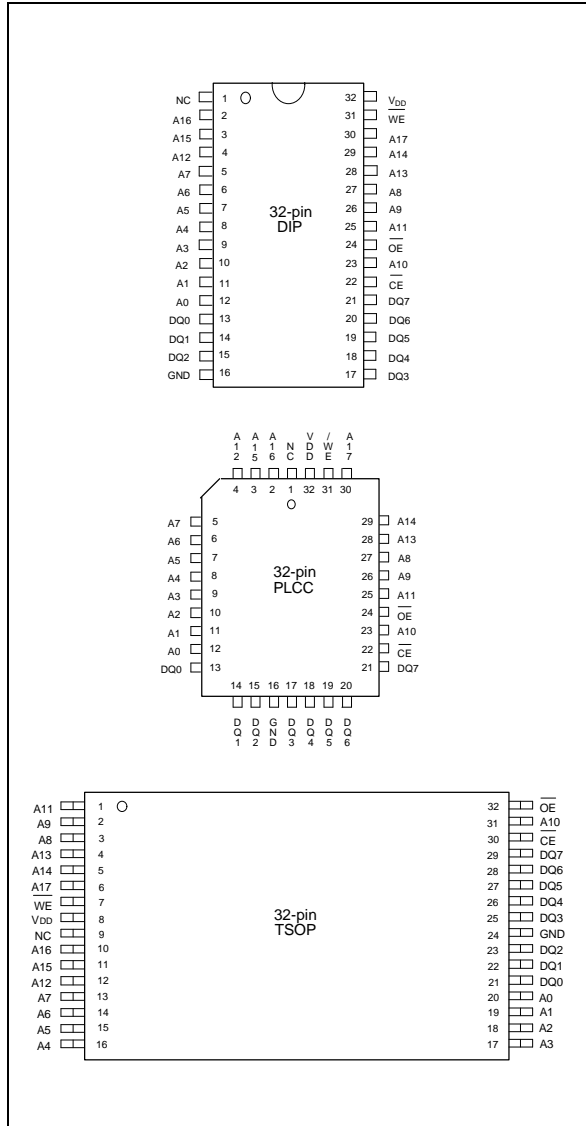 NC 1 32 VDD
A16 2 31 WE
A15 3 30 A17
A12 4 29 A14
A7 5 28 A13
A6 6 27 A8
A5 7 26 A9
32-pin
DIP
A4 8 25 A11
A3 9 24 OE
A2 10 23 A10
A1 11 22 CE
A0 12 21 DQ7
DQ0 13 20 DQ6
DQ1 14 19 DQ5
DQ2 15 18 DQ4
GND 16 17 DQ3
A12 A15 A16 NC VDD /WE A17
4 3 2 1 32 31 30
A7 5 29 A14
A6 6 28 A13
A5 7 27 A8
32-pin
PLCC
A4 8 26 A9
A3 9 25 A11
A2 10 24 OE
A1 11 23 A10
A0 12 22 CE
DQ0 13 21 DQ7
14 15 16 17 18 19 20
DQ1 DQ2 GND DQ3 DQ4 DQ5 DQ6
A11 1 32 OE
A9 2 31 A10
A8 3 30 CE
A13 4 29 DQ7
A14 5 28 DQ6
A17 6 27 DQ5
WE 7 26 DQ4
VDD 8 25 DQ3
32-pin
TSOP
NC 9 24 GND
A16 10 23 DQ2
A15 11 22 DQ1
A12 12 21 DQ0
A7 13 20 A0
A6 14 19 A1
A5 15 18 A2
A4 16 17 A3